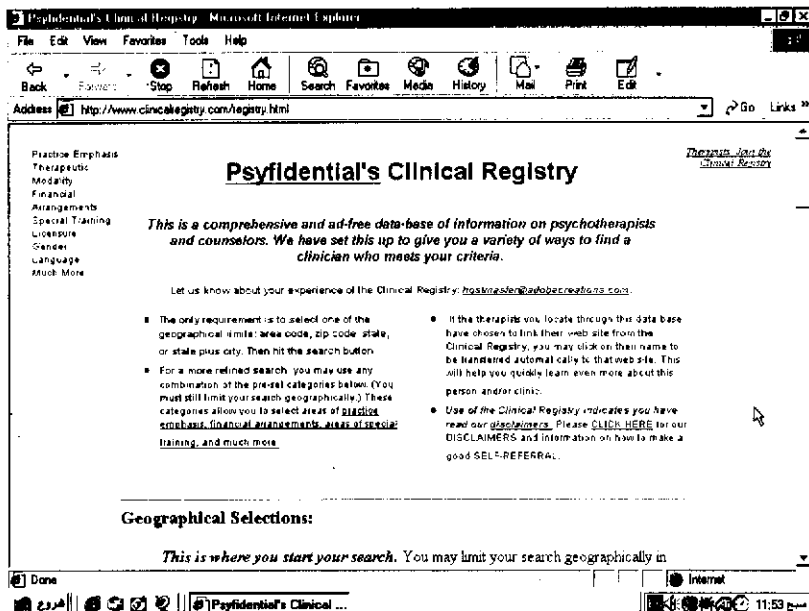 Psyfidential's Clinical Registry - Microsoft Internet Explorer
File Edit View Favorites Tools Help
Back Forward Stop Refresh Home Search Favorites Media History Mail Print Edit
Address http://www.clinicalregistry.com/registry.html Go Links »
Practice Emphasis
Therapeutic
Modality
Financial
Arrangements
Special Training
Licensure
Gender
Language
Much More
Psyfidential's Clinical Registry
Therapists, Join the
Clinical Registry
This is a comprehensive and ad-free data-base of information on psychotherapists
and counselors. We have set this up to give you a variety of ways to find a
clinician who meets your criteria.
Let us know about your experience of the Clinical Registry: hostmaster@adobecreations.com.
The only requirement is to select one of the
geographical limits: area code, zip code, state,
or state plus city. Then hit the search button
For a more refined search, you may use any
combination of the pre-set categories below. (You
must still limit your search geographically.) These
categories allow you to select areas of practice
emphasis, financial arrangements, areas of special
training, and much more.
If the therapists you locate through this data base
have chosen to link their web site from the
Clinical Registry, you may click on their name to
be transferred automatically to that web site. This
will help you quickly learn even more about this
person and/or clinic.
Use of the Clinical Registry indicates you have
read our disclaimers. Please CLICK HERE for our
DISCLAIMERS and information on how to make a
good SELF-REFERRAL.
Geographical Selections:
This is where you start your search. You may limit your search geographically in
Done Internet
Psyfidential's Clinical ... 11:53